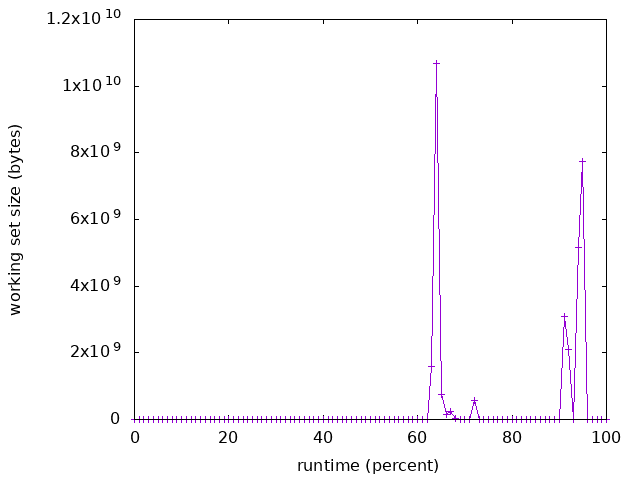 1.2x10^10
1x10^10
8x10^9
6x10^9
4x10^9
2x10^9
0
0 20 40 60 80 100
runtime (percent)
working set size (bytes)